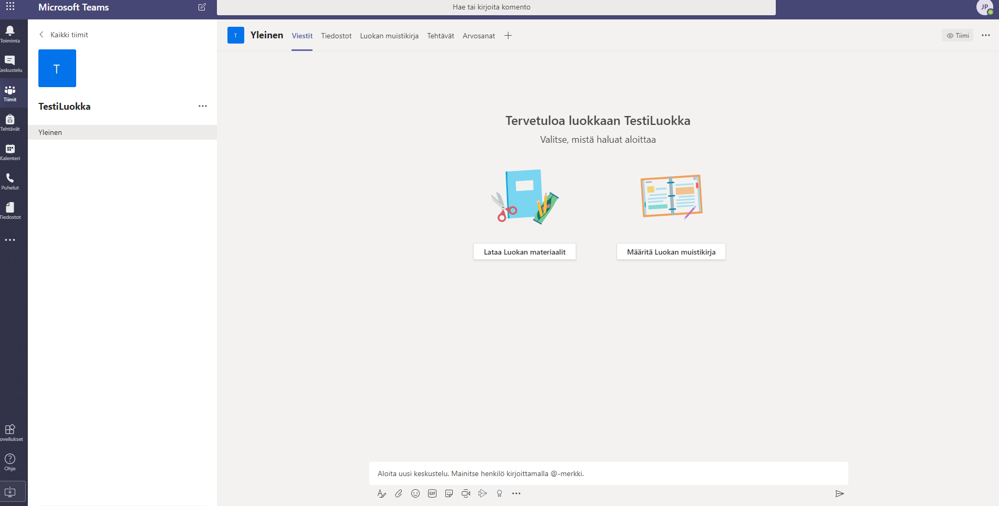 Microsoft Teams
Hae tai kirjoita komento
JP
Toiminta
Keskustelu
Tiimit
Tehtävät
Kalenteri
Puhelut
Tiedostot
ovellukset
Ohje
Kaikki tiimit
T
TestiLuokka
Yleinen
T Yleinen Viestit Tiedostot Luokan muistikirja Tehtävät Arvosanat
Tiimi
Tervetuloa luokkaan TestiLuokka
Valitse, mistä haluat aloittaa
Lataa Luokan materiaalit
Määritä Luokan muistikirja
Aloita uusi keskustelu. Mainitse henkilö kirjoittamalla @-merkki.
GIF